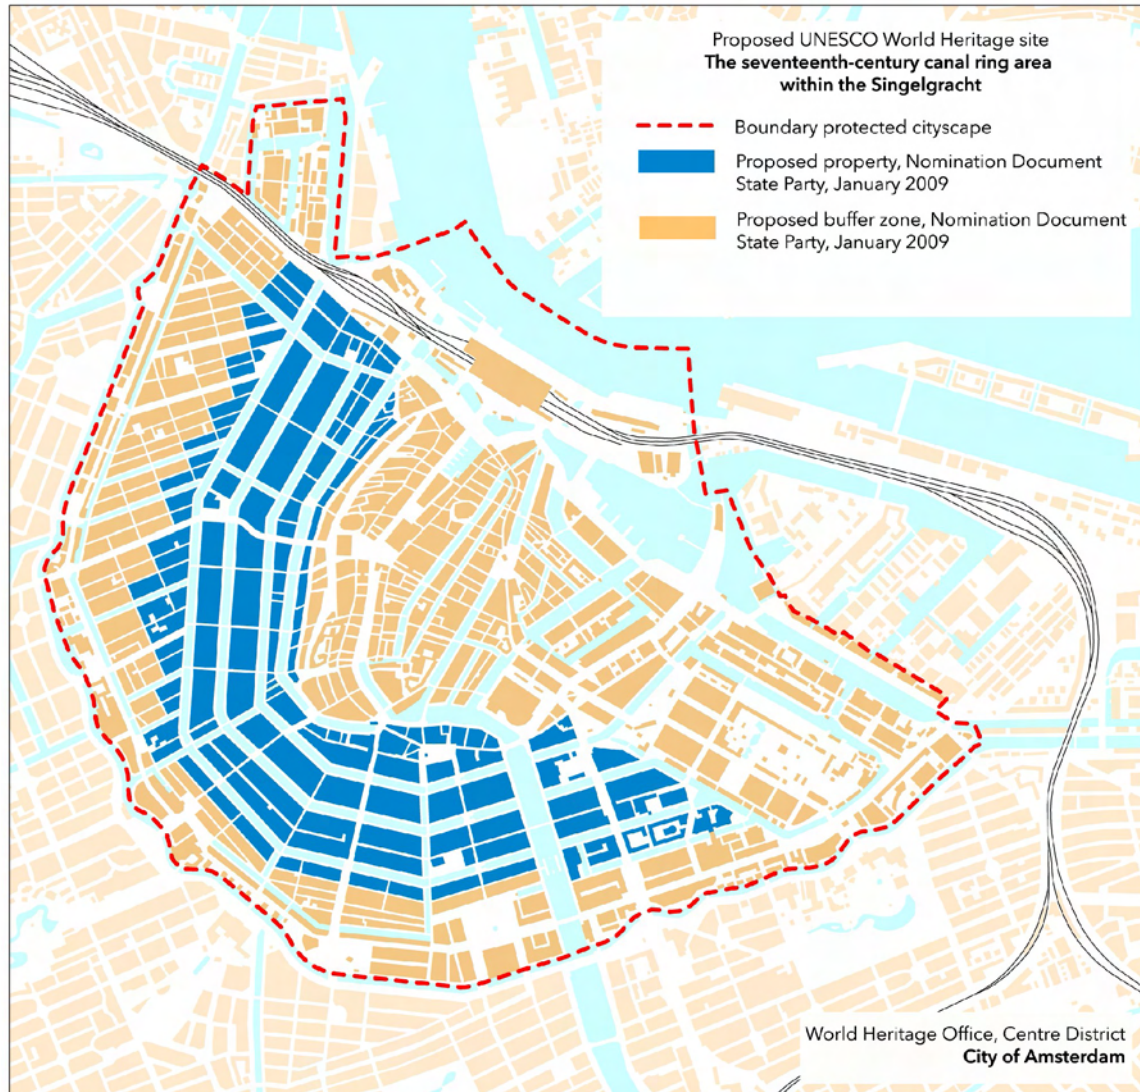 Proposed UNESCO World Heritage site
The seventeenth-century canal ring area
within the Singelgracht
Boundary protected cityscape
Proposed property, Nomination Document
State Party, January 2009
Proposed buffer zone, Nomination Document
State Party, January 2009
World Heritage Office, Centre District
City of Amsterdam